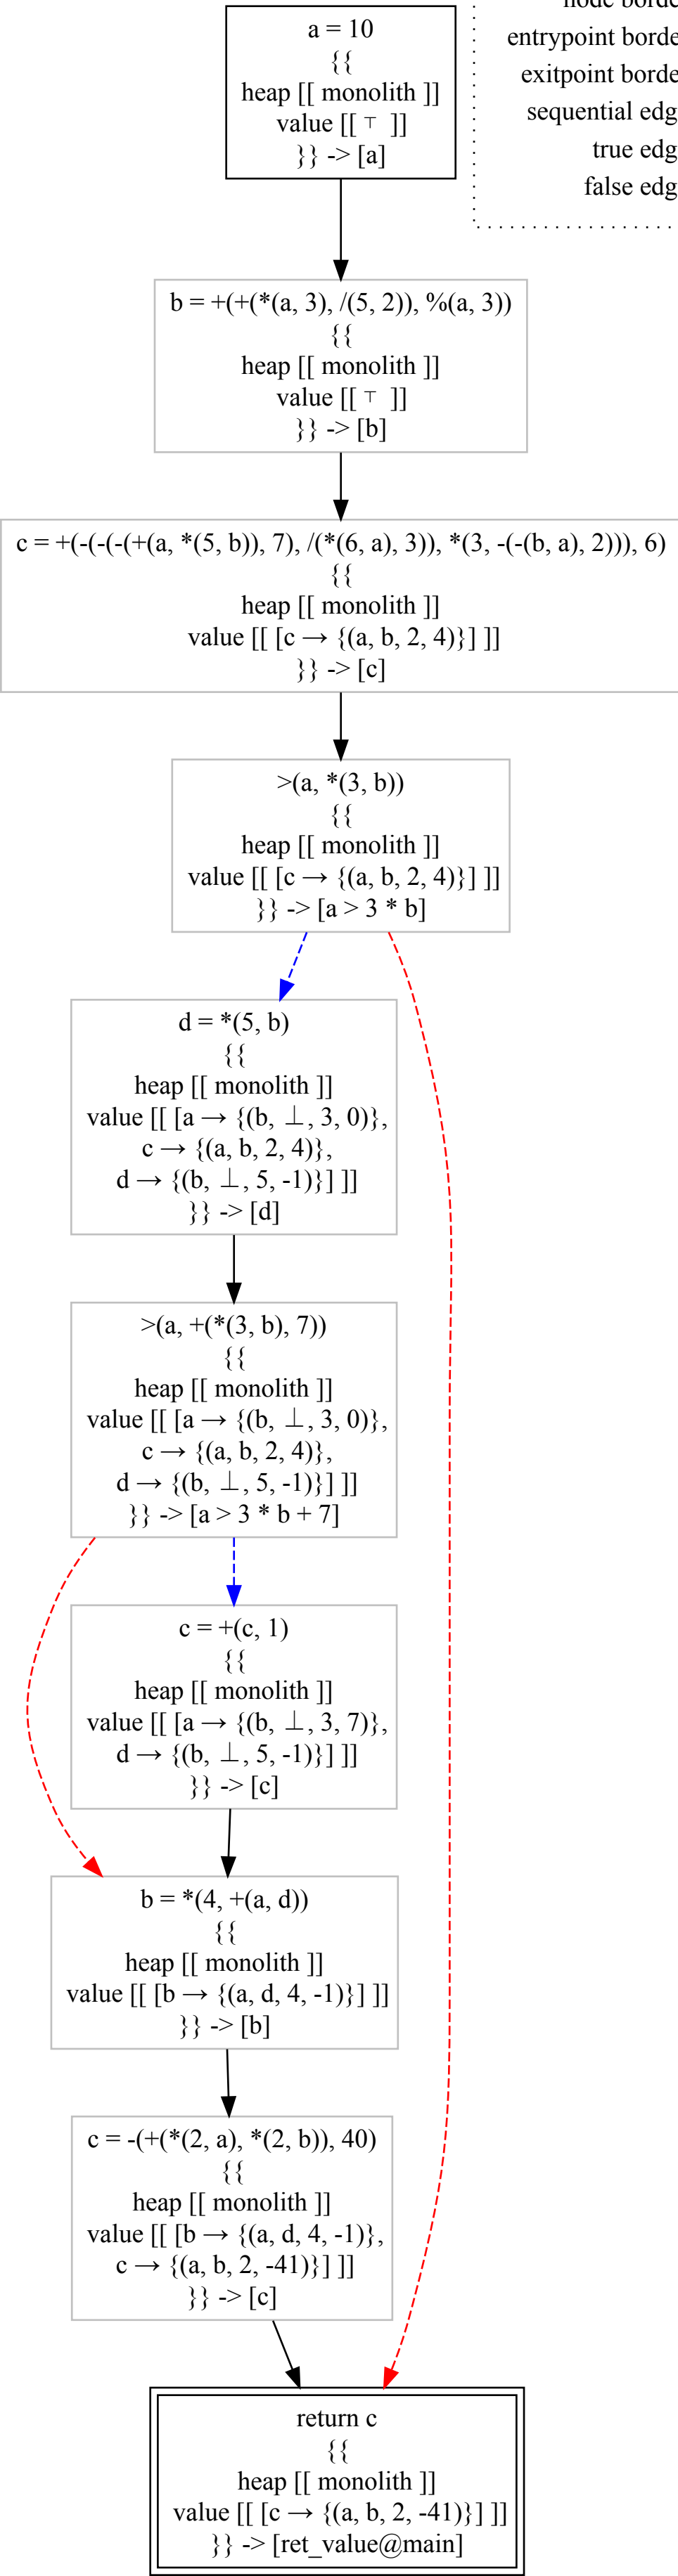 a = 10
{{
heap [[ monolith ]]
value [[ ⊤ ]]
}} -> [a]
node borde
entrypoint borde
exitpoint borde
sequential edg
true edg
false edg
b = +(+(*(a, 3), /(5, 2)), %(a, 3))
{{
heap [[ monolith ]]
value [[ ⊤ ]]
}} -> [b]
c = +(-(-(-(+(a, *(5, b)), 7), /(*(6, a), 3)), *(3, -(-(b, a), 2))), 6)
{{
heap [[ monolith ]]
value [[ [c → {(a, b, 2, 4)}] ]]
}} -> [c]
>(a, *(3, b))
{{
heap [[ monolith ]]
value [[ [c → {(a, b, 2, 4)}] ]]
}} -> [a > 3 * b]
d = *(5, b)
{{
heap [[ monolith ]]
value [[ [a → {(b, ⊥, 3, 0)},
c → {(a, b, 2, 4)},
d → {(b, ⊥, 5, -1)}] ]]
}} -> [d]
>(a, +(*(3, b), 7))
{{
heap [[ monolith ]]
value [[ [a → {(b, ⊥, 3, 0)},
c → {(a, b, 2, 4)},
d → {(b, ⊥, 5, -1)}] ]]
}} -> [a > 3 * b + 7]
c = +(c, 1)
{{
heap [[ monolith ]]
value [[ [a → {(b, ⊥, 3, 7)},
d → {(b, ⊥, 5, -1)}] ]]
}} -> [c]
b = *(4, +(a, d))
{{
heap [[ monolith ]]
value [[ [b → {(a, d, 4, -1)}] ]]
}} -> [b]
c = -(+(*(2, a), *(2, b)), 40)
{{
heap [[ monolith ]]
value [[ [b → {(a, d, 4, -1)},
c → {(a, b, 2, -41)}] ]]
}} -> [c]
return c
{{
heap [[ monolith ]]
value [[ [c → {(a, b, 2, -41)}] ]]
}} -> [ret_value@main]